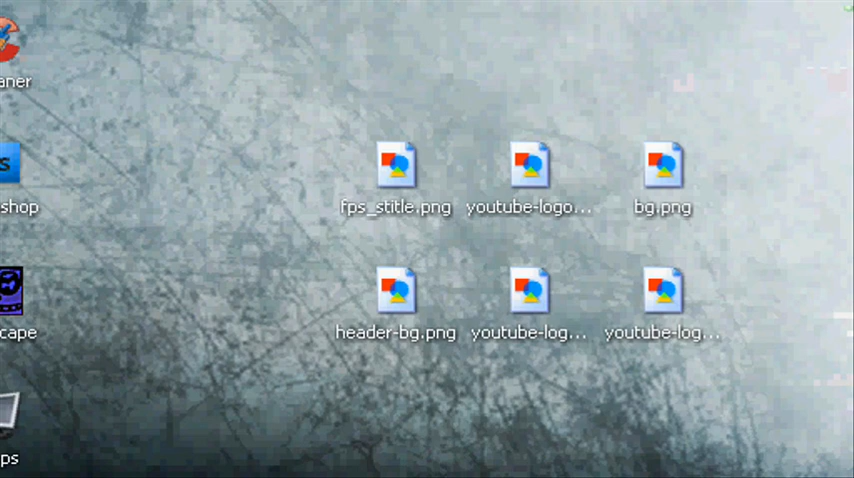 aner
shop
fps_stitle.png
youtube-logo...
bg.png
cape
header-bg.png
youtube-log...
youtube-log...
ps